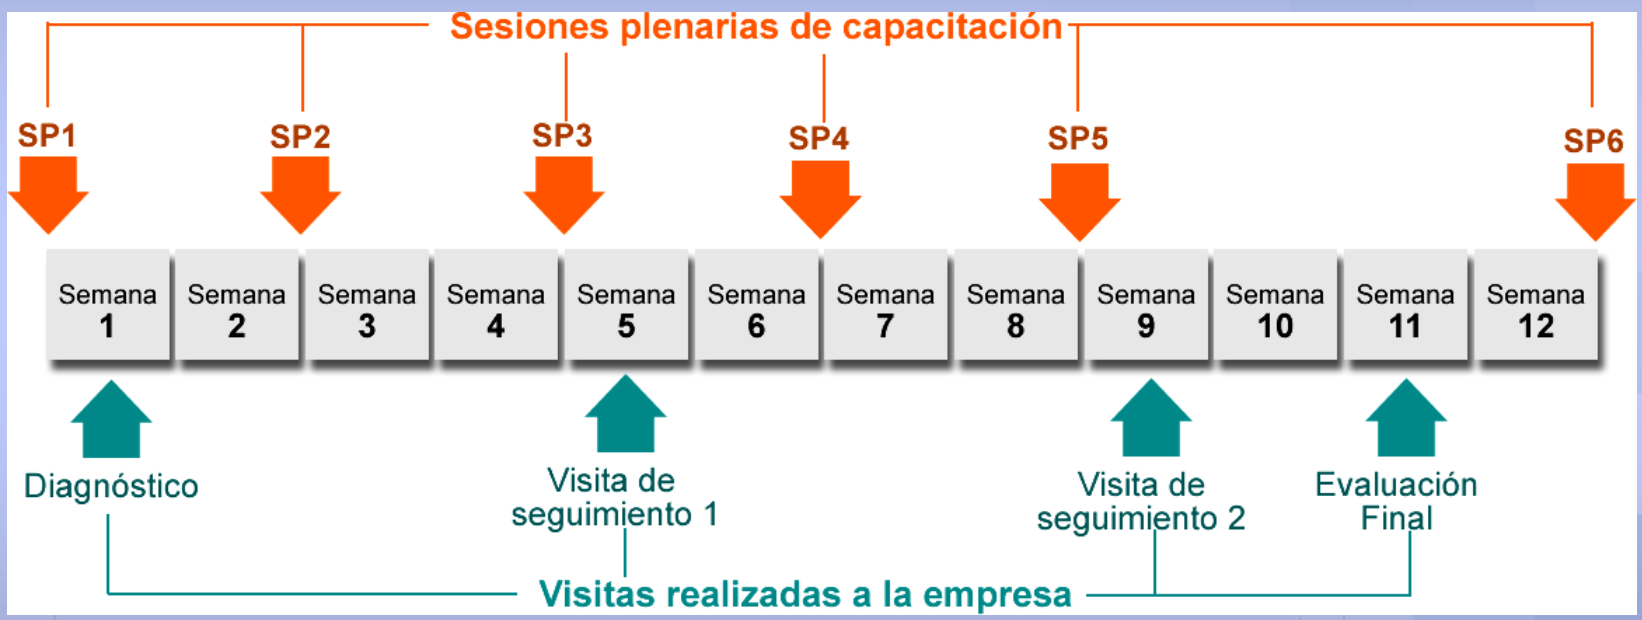 Sesiones plenarias de capacitación
SP1
SP2
SP3
SP4
SP5
SP6
Semana
1
Semana
2
Semana
3
Semana
4
Semana
5
Semana
6
Semana
7
Semana
8
Semana
9
Semana
10
Semana
11
Semana
12
Diagnóstico
Visita de
seguimiento 1
Visita de
seguimiento 2
Evaluación
Final
Visitas realizadas a la empresa